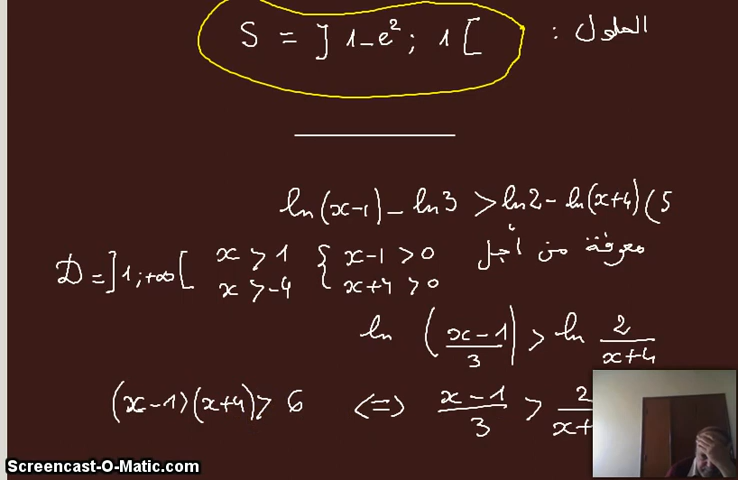 الحلول : S = ]1-e²; 1[
5) ln(x-1) - ln3 > ln2 - ln(x+4)
معرفة من أجل { x-1 > 0 x > 1
{ x+4 > 0 x > -4 D = ]1;+∞[
ln (x-1/3) > ln 2/x+4
x-1/3 > 2/x+ <=> (x-1)(x+4) > 6
Screencast-O-Matic.com